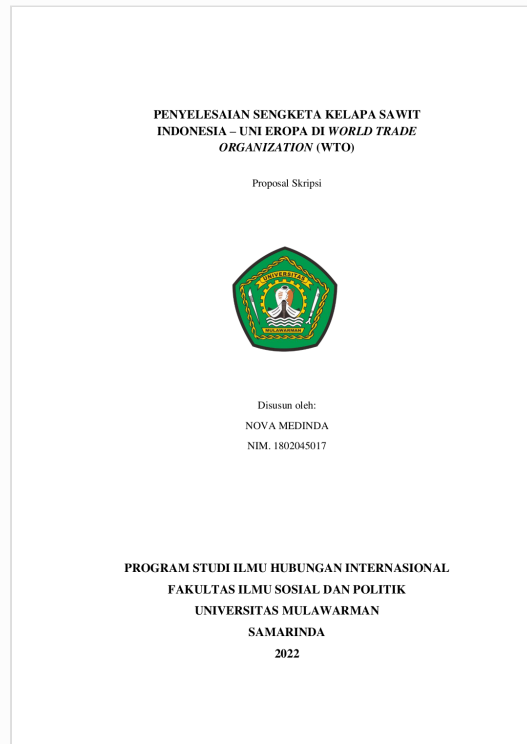 PENYELESAIAN SENGKETA KELAPA SAWIT
INDONESIA – UNI EROPA DI WORLD TRADE
ORGANIZATION (WTO)
Proposal Skripsi
UNIVERSITAS
MULAWARMAN
Disusun oleh:
NOVA MEDINDA
NIM. 1802045017
PROGRAM STUDI ILMU HUBUNGAN INTERNASIONAL
FAKULTAS ILMU SOSIAL DAN POLITIK
UNIVERSITAS MULAWARMAN
SAMARINDA
2022